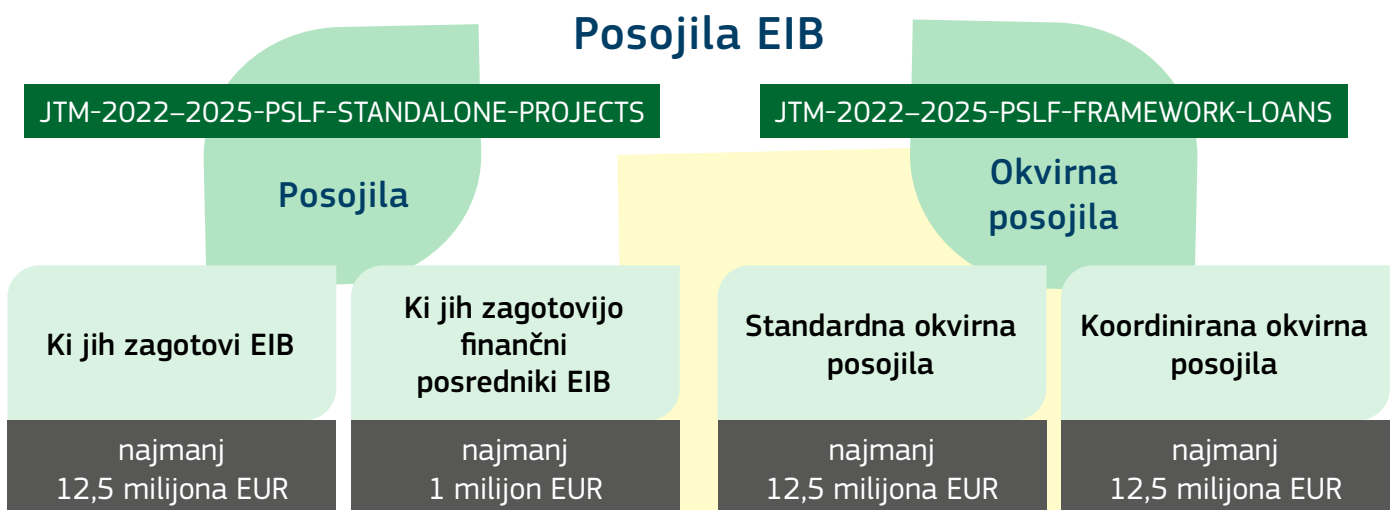 Posojila EIB
JTM-2022–2025-PSLF-STANDALONE-PROJECTS
JTM-2022–2025-PSLF-FRAMEWORK-LOANS
Posojila
Okvirna
posojila
Ki jih zagotovi EIB
Ki jih zagotovijo
finančni
posredniki EIB
Standardna okvirna
posojila
Koordinirana okvirna
posojila
najmanj
12,5 milijona EUR
najmanj
1 milijon EUR
najmanj
12,5 milijona EUR
najmanj
12,5 milijona EUR